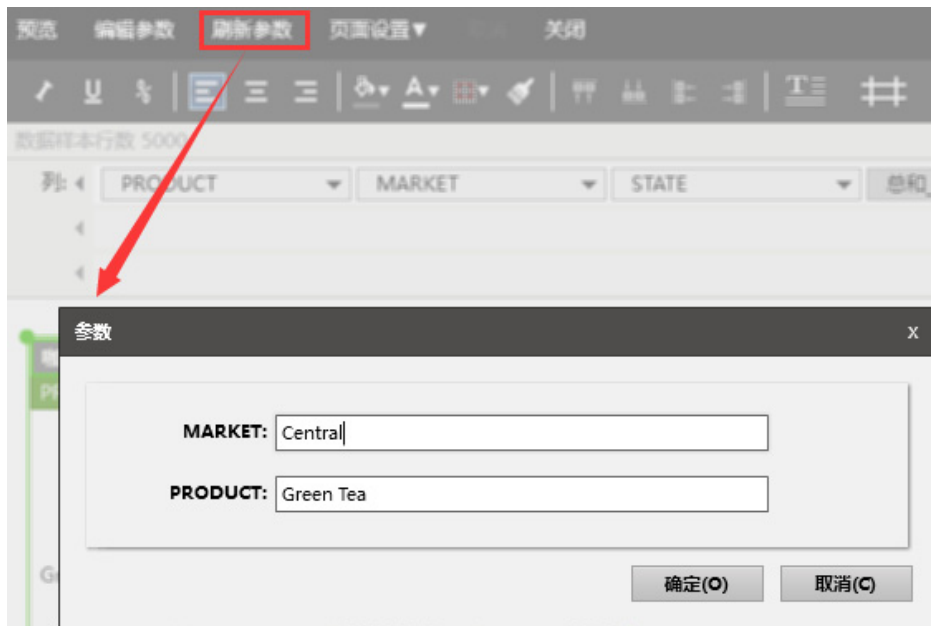 预览 编辑参数 刷新参数 页面设置▼ 关闭
数据样本行数 5000
列: PRODUCT MARKET STATE 总和_
参数 x
MARKET: Central
PRODUCT: Green Tea
确定(O) 取消(C)